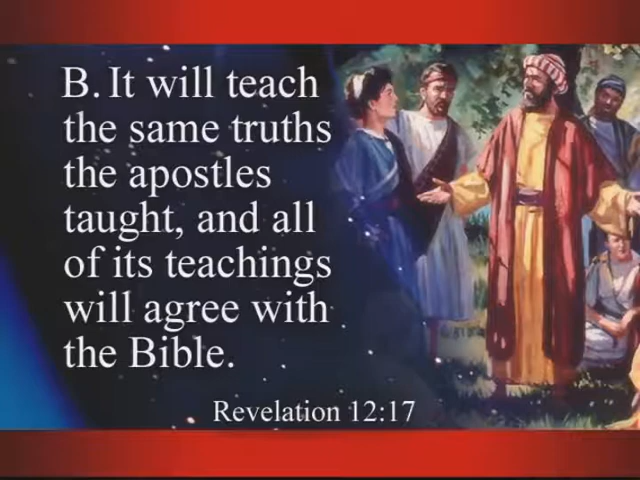 B. It will teach
the same truths
the apostles
taught, and all
of its teachings
will agree with
the Bible.
Revelation 12:17